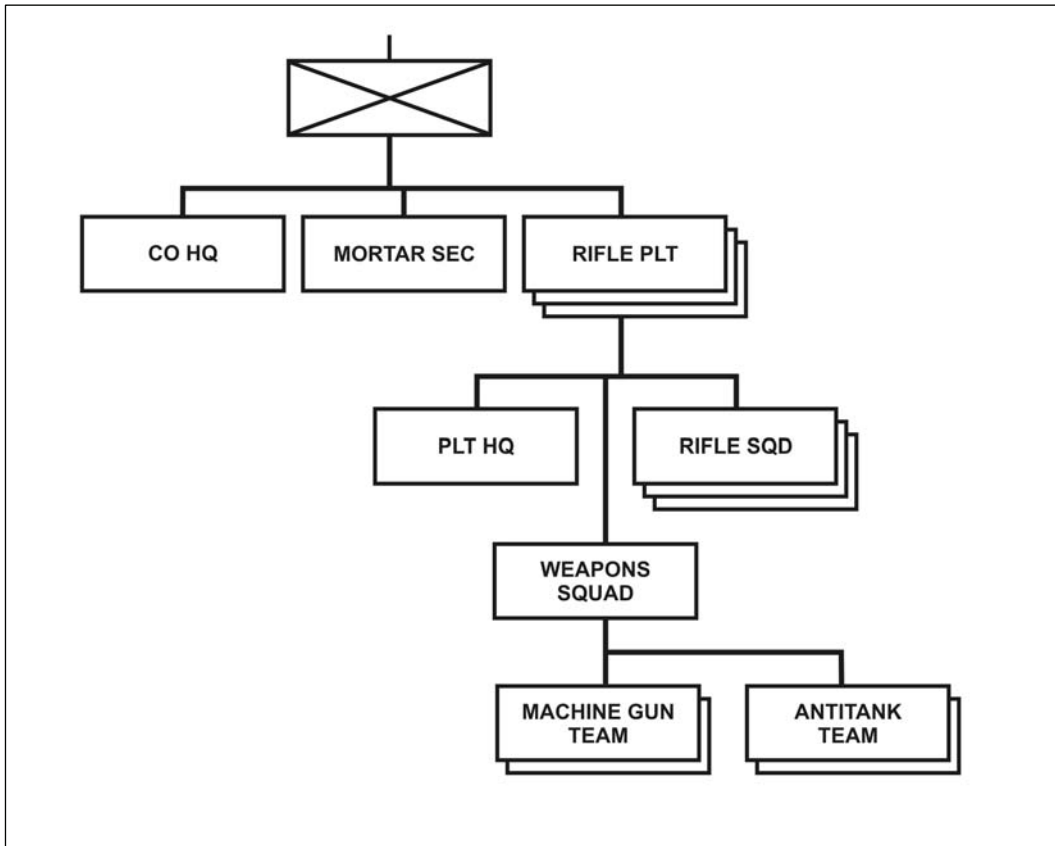 CO HQ
MORTAR SEC
RIFLE PLT
PLT HQ
RIFLE SQD
WEAPONS
SQUAD
MACHINE GUN
TEAM
ANTITANK
TEAM